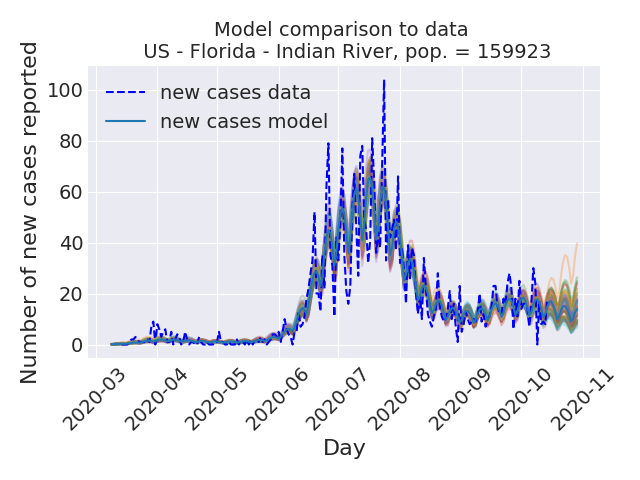 Model comparison to data
US - Florida - Indian River, pop. = 159923
Number of new cases reported
100
80
60
40
20
0
new cases data
new cases model
2020-03
2020-04
2020-05
2020-06
2020-07
2020-08
2020-09
2020-10
2020-11
Day